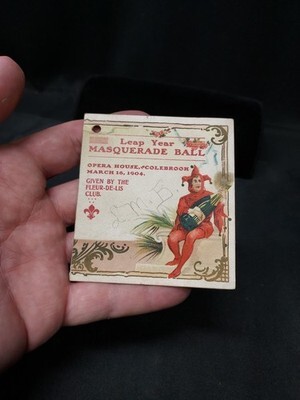 Leap Year
MASQUERADE BALL
OPERA HOUSE, COLEBROOK
MARCH 18, 1904.
GIVEN BY THE
FLEUR-DE-LIS
CLUB.